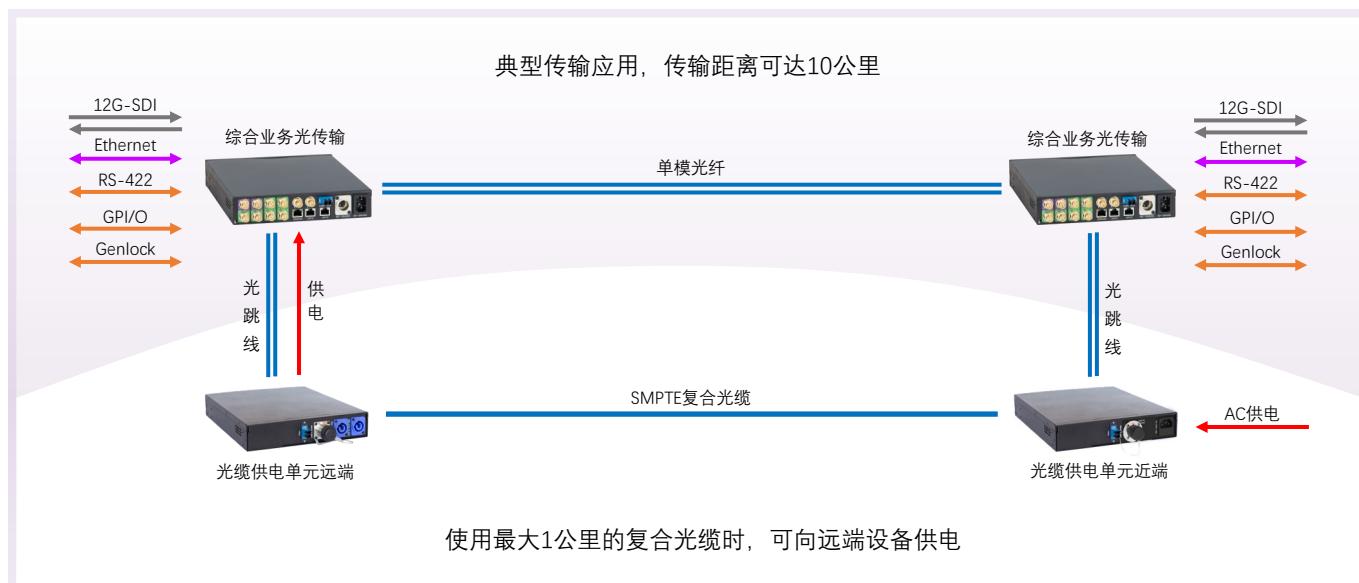 典型传输应用，传输距离可达10公里
12G-SDI
Ethernet
RS-422
GPI/O
Genlock
综合业务光传输
单模光纤
综合业务光传输
12G-SDI
Ethernet
RS-422
GPI/O
Genlock
光跳线
供电
光跳线
SMPTE复合光缆
AC供电
光缆供电单元远端
光缆供电单元近端
使用最大1公里的复合光缆时，可向远端设备供电